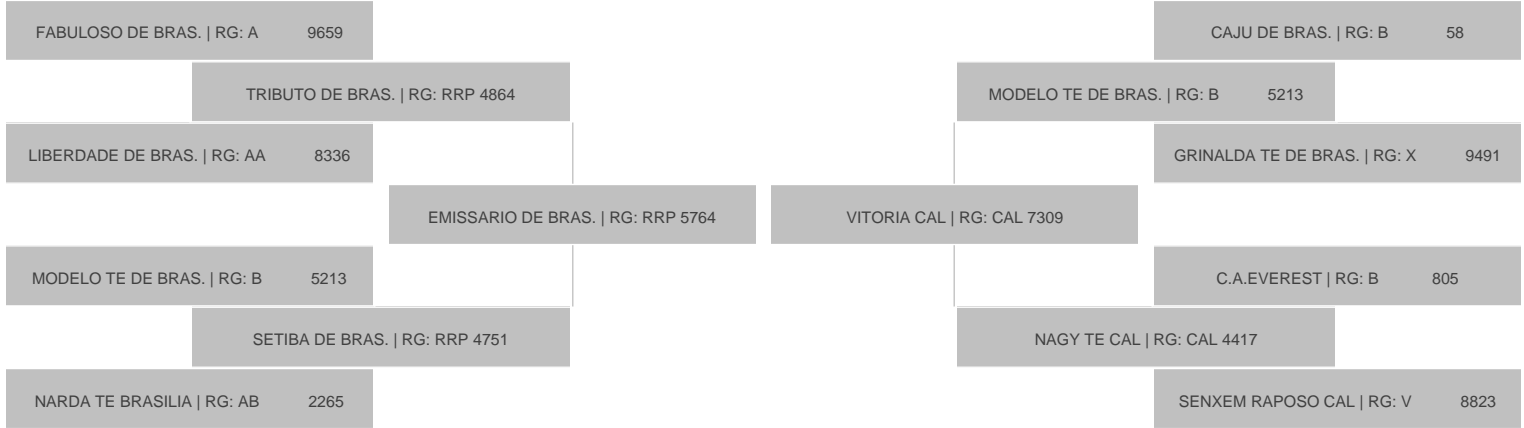 FABULOSO DE BRAS. | RG: A 9659 CAJU DE BRAS. | RG: B 58
TRIBUTO DE BRAS. | RG: RRP 4864 MODELO TE DE BRAS. | RG: B 5213
LIBERDADE DE BRAS. | RG: AA 8336 GRINALDA TE DE BRAS. | RG: X 9491
EMISSARIO DE BRAS. | RG: RRP 5764 VITORIA CAL | RG: CAL 7309
MODELO TE DE BRAS. | RG: B 5213 C.A.EVEREST | RG: B 805
SETIBA DE BRAS. | RG: RRP 4751 NAGY TE CAL | RG: CAL 4417
NARDA TE BRASILIA | RG: AB 2265 SENXEM RAPOSO CAL | RG: V 8823